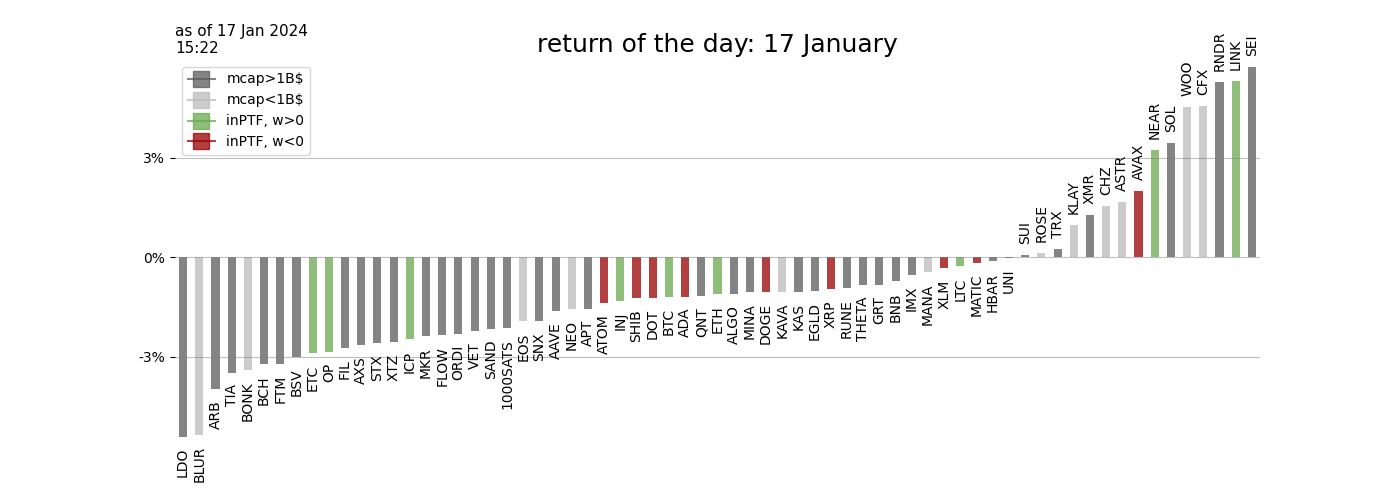 as of 17 Jan 2024
15:22
return of the day: 17 January
mcap>1B$
mcap<1B$
inPTF, w>0
inPTF, w<0
3%
0%
-3%
LDO
BLUR
ARB
TIA
BONK
BCH
FTM
BSV
ETC
OP
FIL
AXS
STX
XTZ
ICP
MKR
FLOW
ORDI
VET
SAND
1000SATS
EOS
SNX
AAVE
NEO
APT
ATOM
INJ
SHIB
DOT
BTC
ADA
QNT
ETH
ALGO
MINA
DOGE
KAVA
KAS
EGLD
XRP
RUNE
THETA
GRT
BNB
IMX
MANA
XLM
LTC
MATIC
HBAR
UNI
SUI
ROSE
TRX
KLAY
XMR
CHZ
ASTR
AVAX
NEAR
SOL
WOO
CFX
RNDR
LINK
SEI